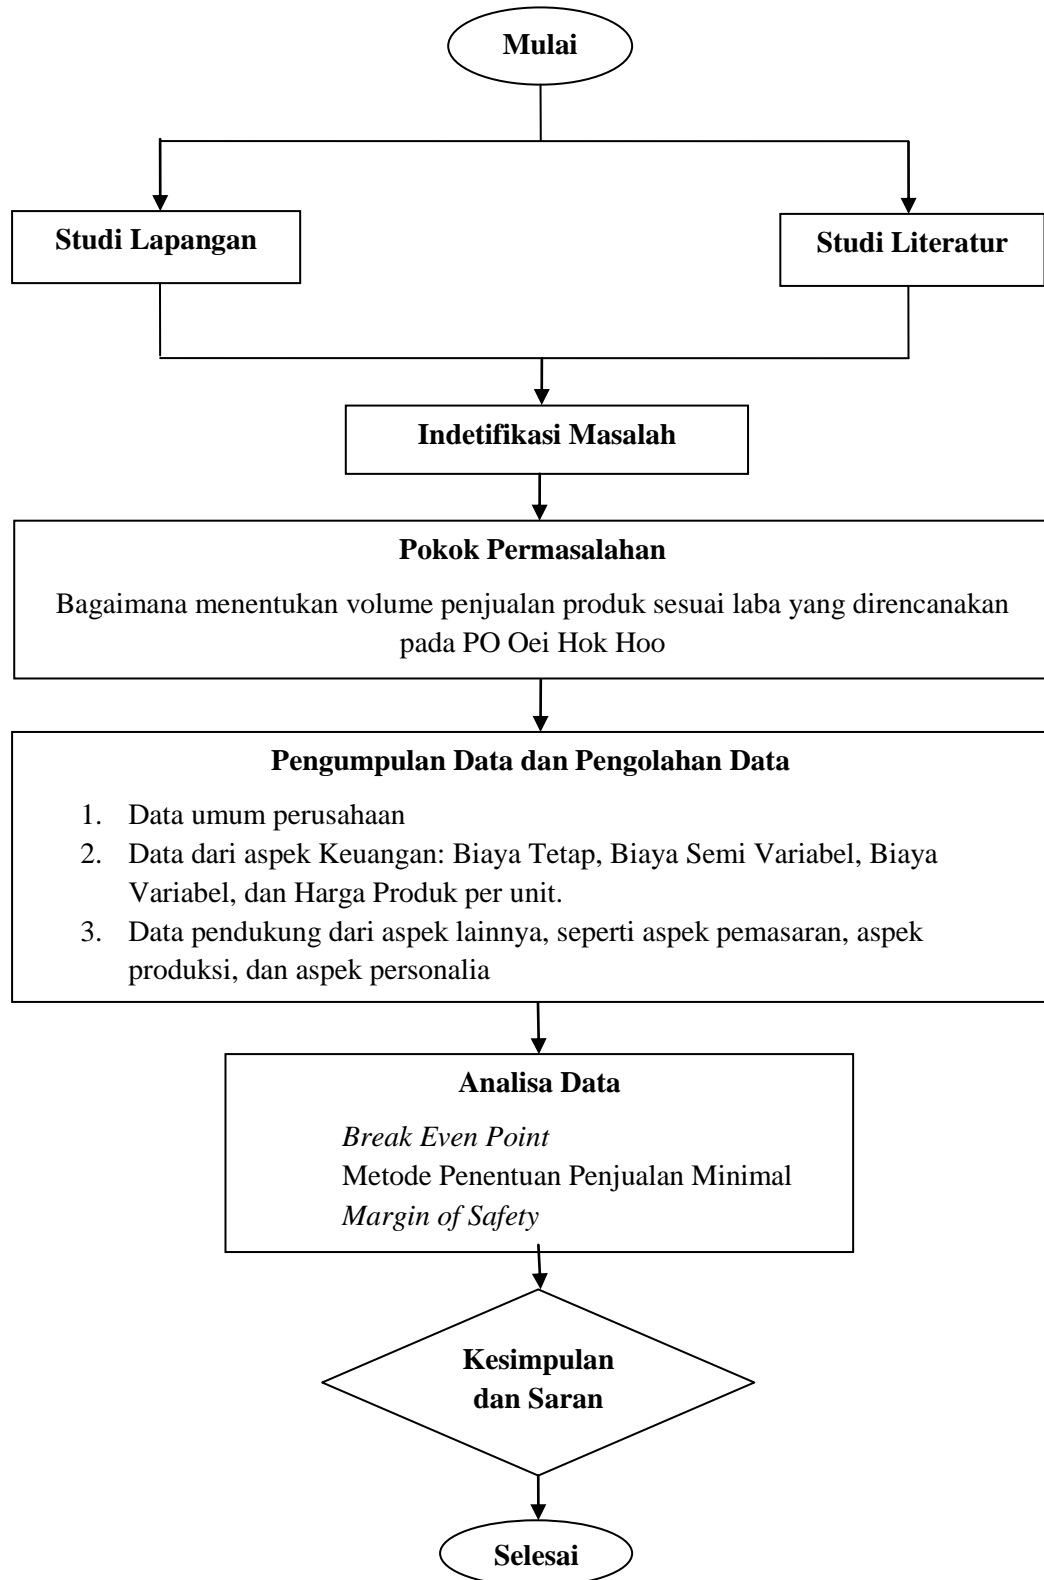 Mulai
Studi Lapangan
Studi Literatur
Indetifikasi Masalah
Pokok Permasalahan
Bagaimana menentukan volume penjualan produk sesuai laba yang direncanakan
pada PO Oei Hok Hoo
Pengumpulan Data dan Pengolahan Data
1. Data umum perusahaan
2. Data dari aspek Keuangan: Biaya Tetap, Biaya Semi Variabel, Biaya
Variabel, dan Harga Produk per unit.
3. Data pendukung dari aspek lainnya, seperti aspek pemasaran, aspek
produksi, dan aspek personalia
Analisa Data
Break Even Point
Metode Penentuan Penjualan Minimal
Margin of Safety
Kesimpulan
dan Saran
Selesai